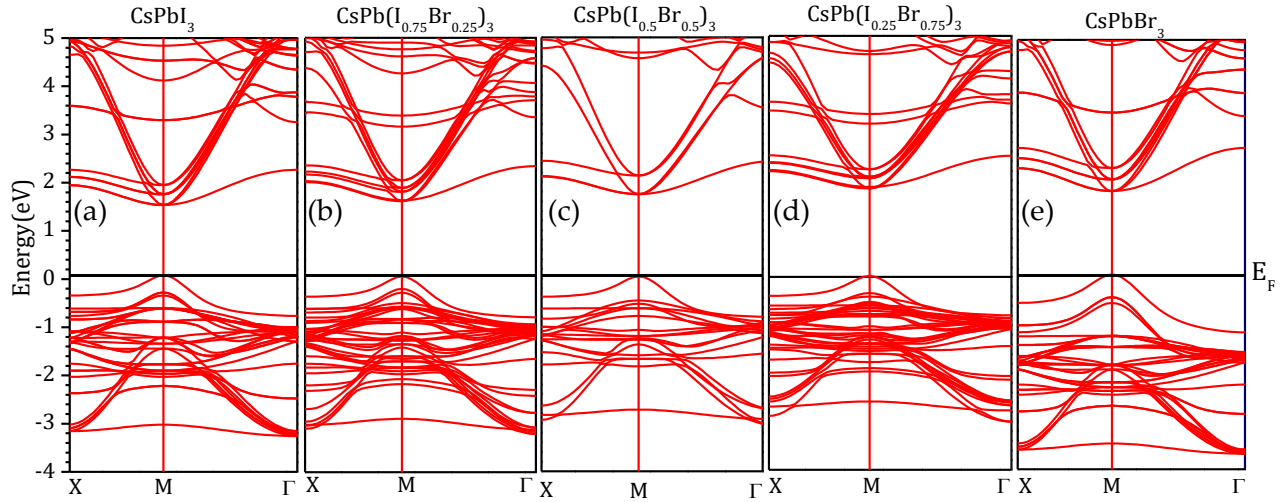 CsPbI₃
CsPb(I₀.₇₅Br₀.₂₅)₃
CsPb(I₀.₅Br₀.₅)₃
CsPb(I₀.₂₅Br₀.₇₅)₃
CsPbBr₃
Energy(eV)
5
4
3
2
1
0
-1
-2
-3
-4
(a)
(b)
(c)
(d)
(e)
E_F
X M Γ
X M Γ
X M Γ
X M Γ
X M Γ